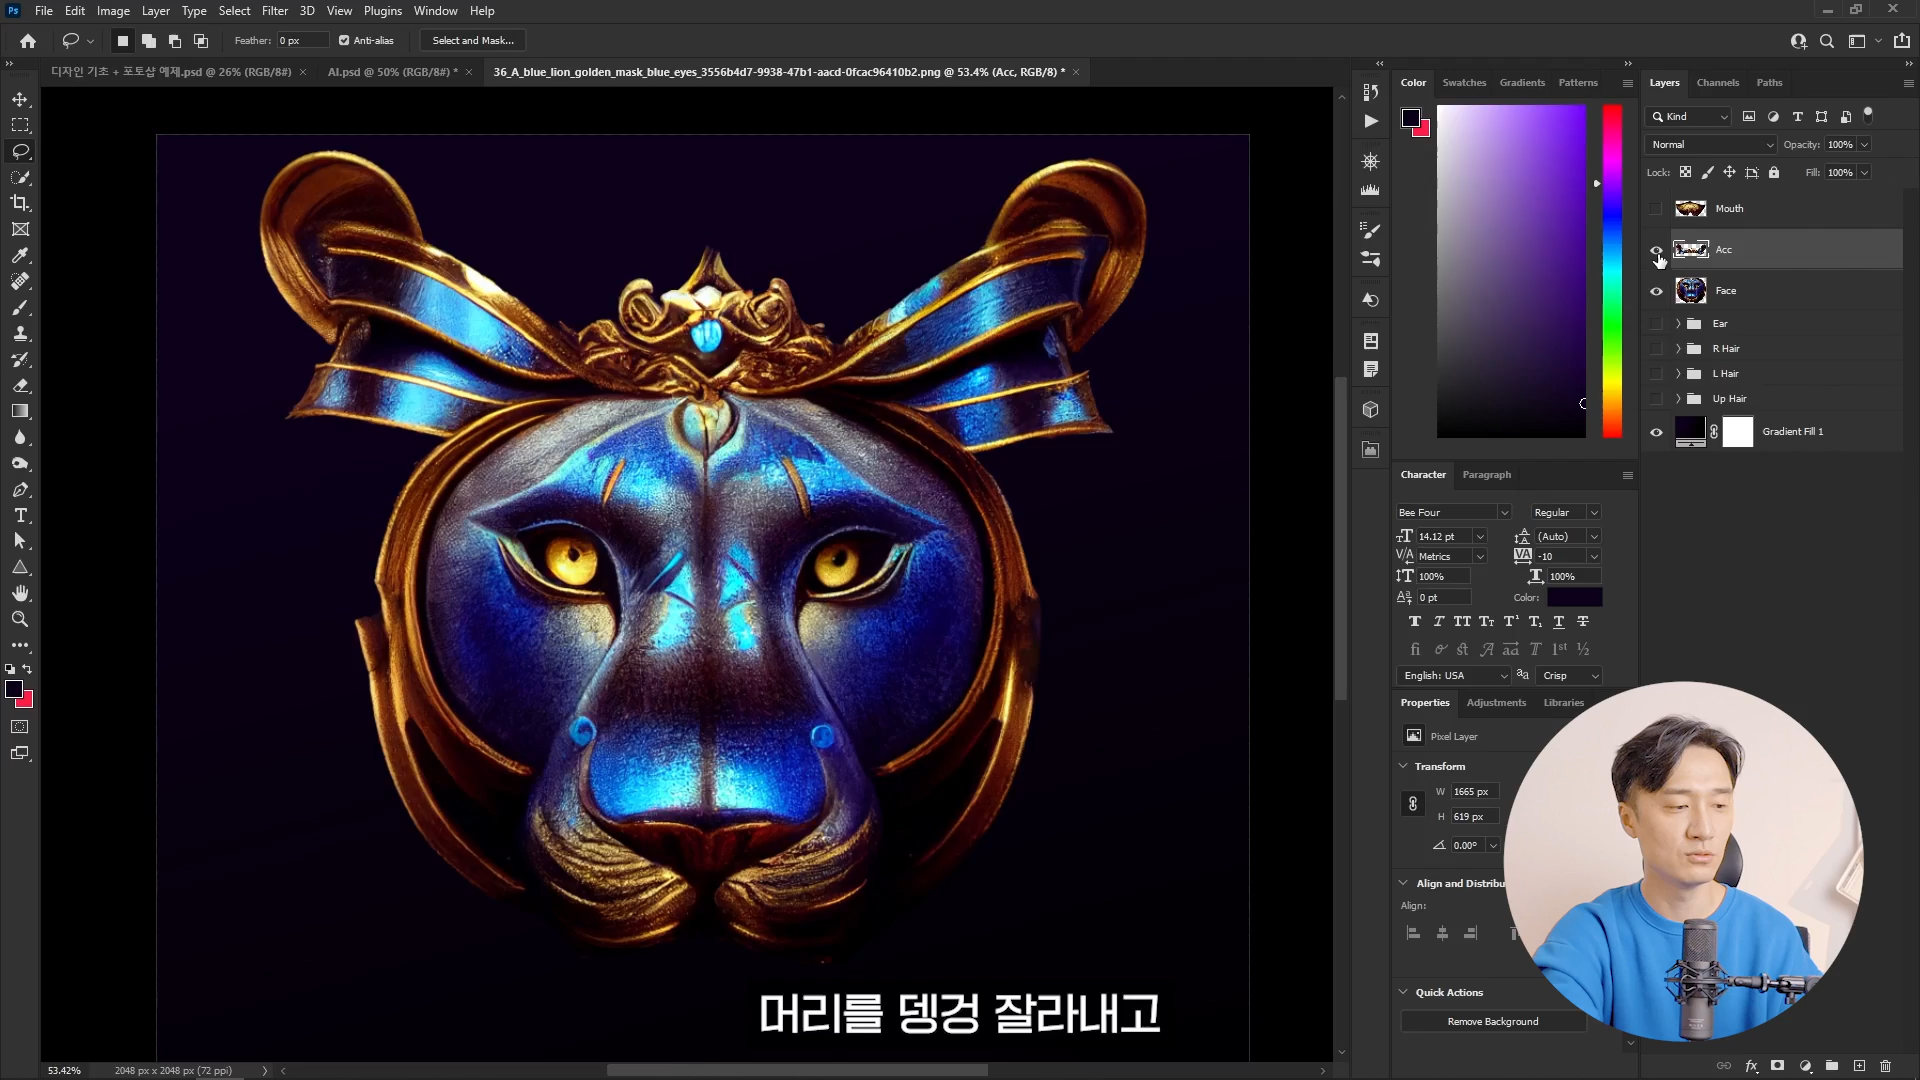 Ps File Edit Image Layer Type Select Filter 3D View Plugins Window Help
Feather: 0 px Anti-alias Select and Mask...
디자인 기초 + 포토샵 예제.psd @ 26% (RGB/8#) × AI.psd @ 50% (RGB/8#) * × 36_A_blue_lion_golden_mask_blue_eyes_3556b4d7-9938-47b1-aacd-0fcac96410b2.png @ 53.4% (Acc, RGB/8) * ×
Color Swatches Gradients Patterns
Layers Channels Paths
Kind
Normal Opacity: 100%
Lock: Fill: 100%
Mouth
Acc
Face
Ear
R Hair
L Hair
Up Hair
Gradient Fill 1
Character Paragraph
Bee Four Regular
14.12 pt (Auto)
Metrics -10
100% 100%
0 pt Color:
English: USA Crisp
Properties Adjustments Libraries
Pixel Layer
Transform
W 1665 px
H 619 px
0.00°
Align and Distribu
Align:
Quick Actions
Remove Background
머리를 뎅겅 잘라내고
53.42% 2048 px x 2048 px (72 ppi)